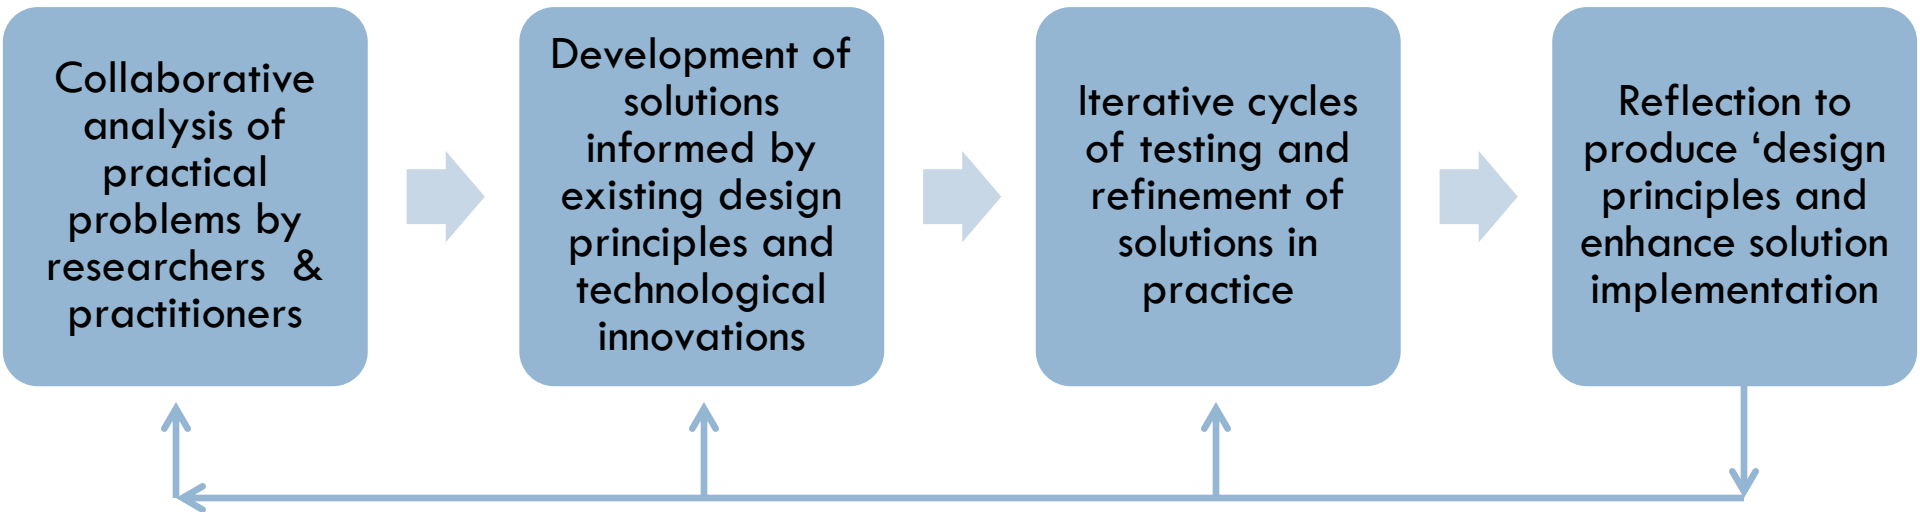 Collaborative
analysis of
practical
problems by
researchers  &
practitioners
Development of
solutions
informed by
existing design
principles and
technological
innovations
Iterative cycles
of testing and
refinement of
solutions in
practice
Reflection to
produce ‘design
principles and
enhance solution
implementation